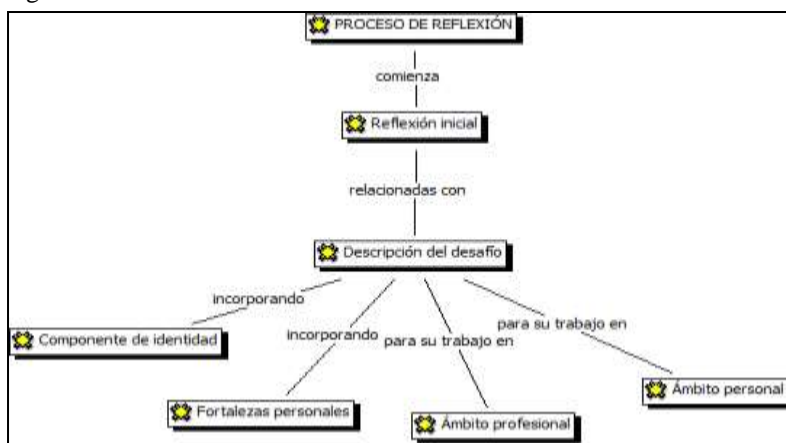 PROCESO DE REFLEXIÓN
comienza
Reflexión inicial
relacionadas con
Descripción del desafío
incorporando
para su trabajo en
Componente de identidad
incorporando
para su trabajo en
Ámbito personal
Fortalezas personales
Ámbito profesional